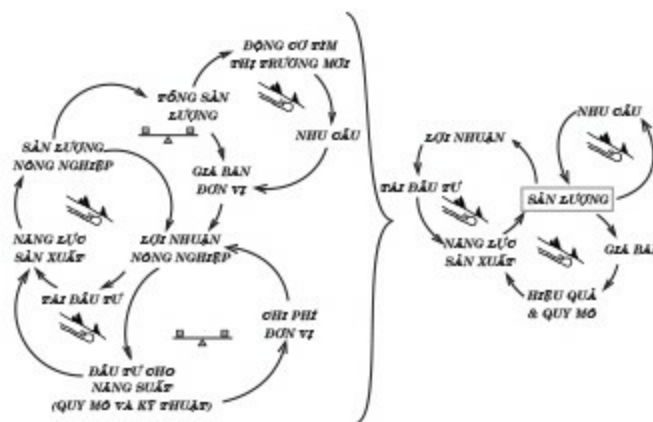 ĐỘNG CƠ TÌM
THỊ TRƯỜNG MỚI
TỔNG SẢN
LƯỢNG
NHU CẦU
SẢN LƯỢNG
NÔNG NGHIỆP
GIÁ BÁN
ĐƠN VỊ
NĂNG LỰC
SẢN XUẤT
LỢI NHUẬN
NÔNG NGHIỆP
TÁI ĐẦU TƯ
CHI PHÍ
ĐƠN VỊ
ĐẦU TƯ CHO
NĂNG SUẤT
(QUY MÔ VÀ KỸ THUẬT)
NHU CẦU
LỢI NHUẬN
TÁI ĐẦU TƯ
SẢN LƯỢNG
NĂNG LỰC
SẢN XUẤT
GIÁ BÁ
HIỆU QUẢ
& QUY MÔ